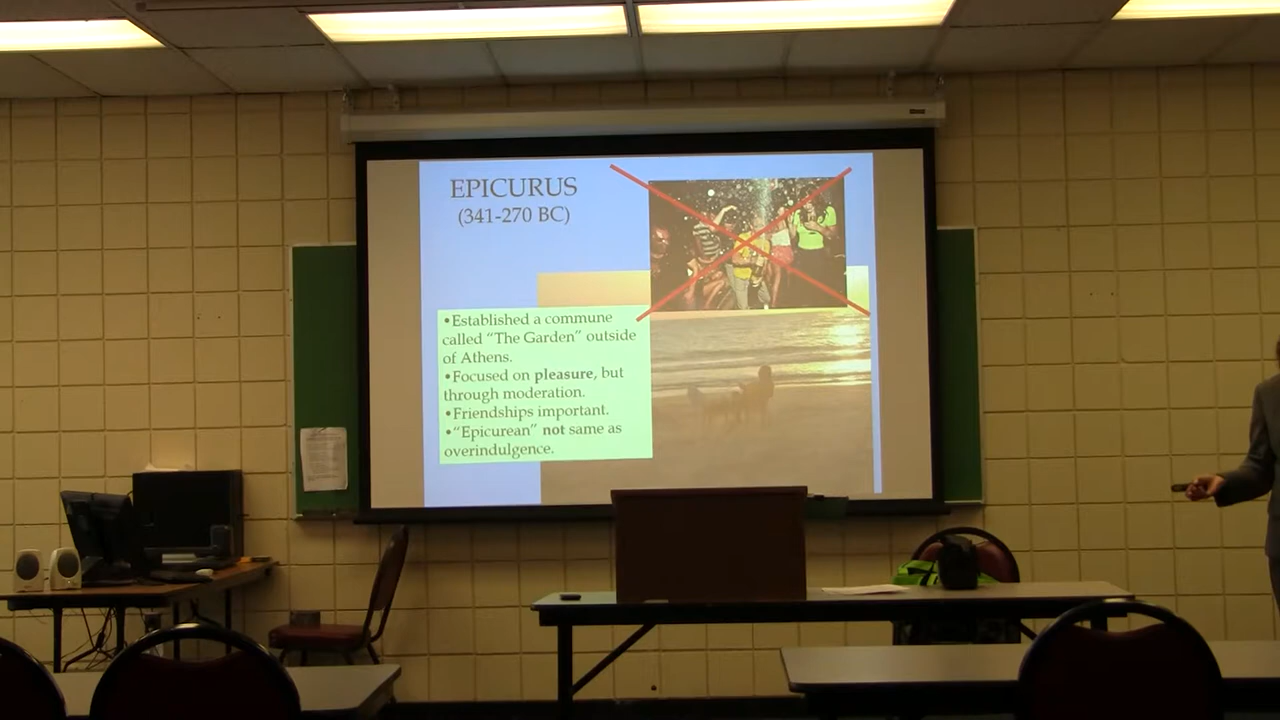 EPICURUS
(341-270 BC)
•Established a commune
called “The Garden” outside
of Athens.
•Focused on pleasure, but
through moderation.
•Friendships important.
•“Epicurean” not same as
overindulgence.